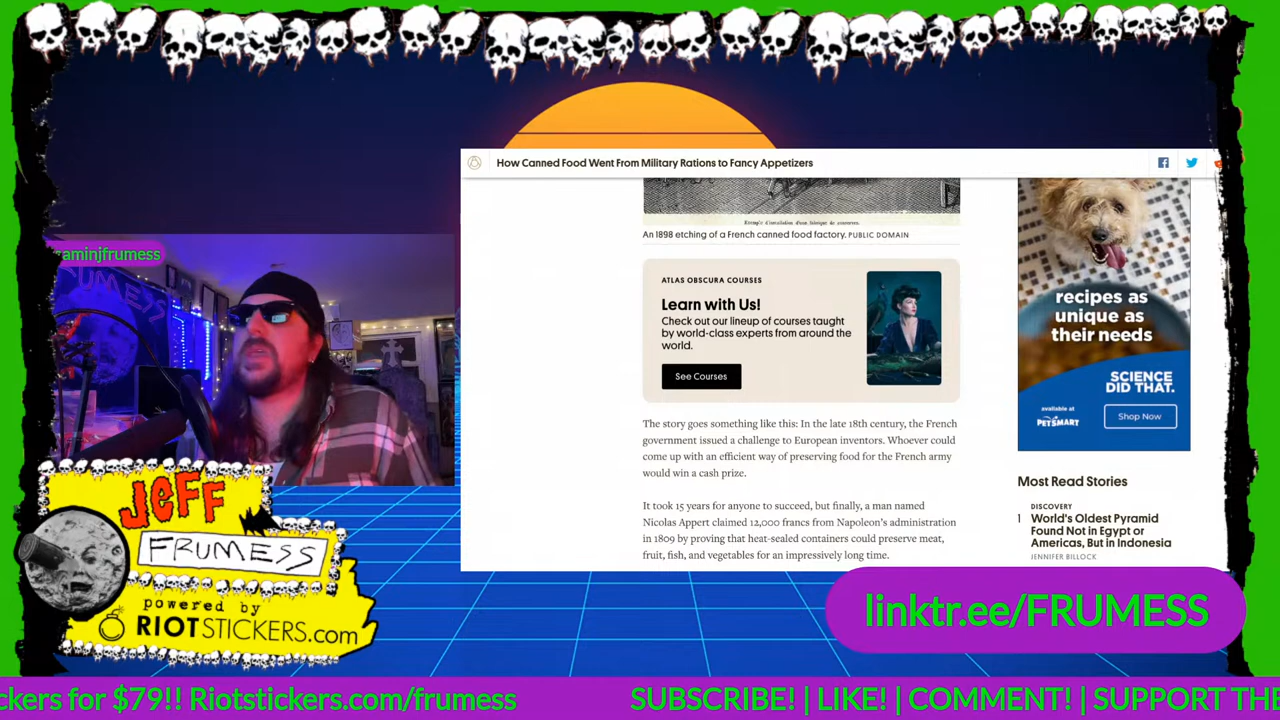 How Canned Food Went From Military Rations to Fancy Appetizers
An 1898 etching of a French canned food factory. PUBLIC DOMAIN
ATLAS OBSCURA COURSES
Learn with Us!
Check out our lineup of courses taught
by world-class experts from around the
world.
See Courses
The story goes something like this: In the late 18th century, the French
government issued a challenge to European inventors. Whoever could
come up with an efficient way of preserving food for the French army
would win a cash prize.
It took 15 years for anyone to succeed, but finally, a man named
Nicolas Appert claimed 12,000 francs from Napoleon's administration
in 1809 by proving that heat-sealed containers could preserve meat,
fruit, fish, and vegetables for an impressively long time.
recipes as
unique as
their needs
SCIENCE
DID THAT.
available at
PETSMART
Shop Now
Most Read Stories
DISCOVERY
1 World's Oldest Pyramid
Found Not in Egypt or
Americas, But in Indonesia
JENNIFER BILLOCK
aminjfrumess
FRUMESS
JEFF
FRUMESS
powered by
RIOTSTICKERS.com
linktr.ee/FRUMESS
ckers for $79!! Riotstickers.com/frumess SUBSCRIBE! | LIKE! | COMMENT! | SUPPORT THE